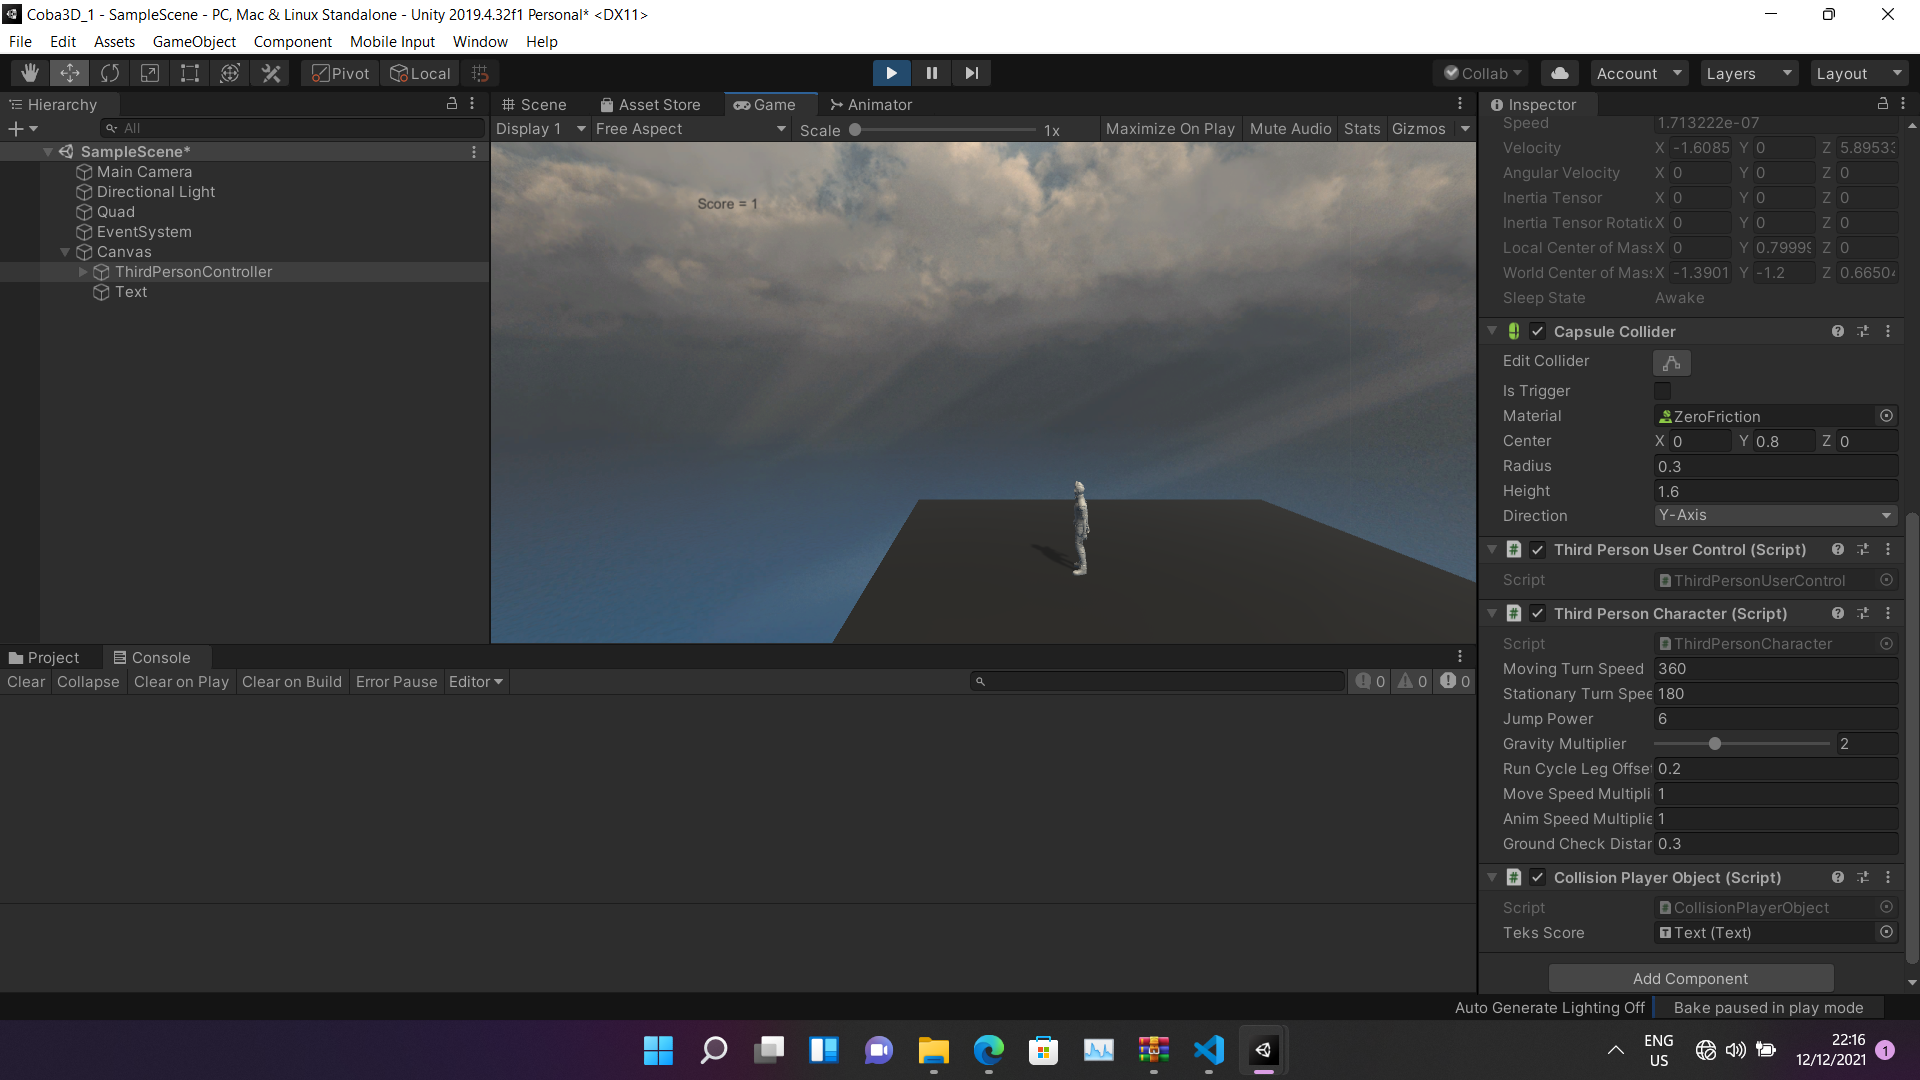 Coba3D_1 - SampleScene - PC, Mac & Linux Standalone - Unity 2019.4.32f1 Personal* <DX11>
File Edit Assets GameObject Component Mobile Input Window Help
Pivot Local Collab Account Layers Layout
Hierarchy
All
SampleScene*
Main Camera
Directional Light
Quad
EventSystem
Canvas
ThirdPersonController
Text
Scene Asset Store Game Animator
Display 1 Free Aspect Scale 1x Maximize On Play Mute Audio Stats Gizmos
Score = 1
Project Console
Clear Collapse Clear on Play Clear on Build Error Pause Editor 0 0 0
Inspector
Speed 1.713222e-07
Velocity X -1.6085 Y 0 Z 5.8953
Angular Velocity X 0 Y 0 Z 0
Inertia Tensor X 0 Y 0 Z 0
Inertia Tensor Rotatio X 0 Y 0 Z 0
Local Center of Mass X 0 Y 0.7999 Z 0
World Center of Mass X -1.3901 Y -1.2 Z 0.6650
Sleep State Awake
Capsule Collider
Edit Collider
Is Trigger
Material ZeroFriction
Center X 0 Y 0.8 Z 0
Radius 0.3
Height 1.6
Direction Y-Axis
Third Person User Control (Script)
Script ThirdPersonUserControl
Third Person Character (Script)
Script ThirdPersonCharacter
Moving Turn Speed 360
Stationary Turn Spee 180
Jump Power 6
Gravity Multiplier 2
Run Cycle Leg Offset 0.2
Move Speed Multipli 1
Anim Speed Multiplie 1
Ground Check Distar 0.3
Collision Player Object (Script)
Script CollisionPlayerObject
Teks Score Text (Text)
Add Component
Auto Generate Lighting Off Bake paused in play mode
ENG
US
22:16
12/12/2021
1